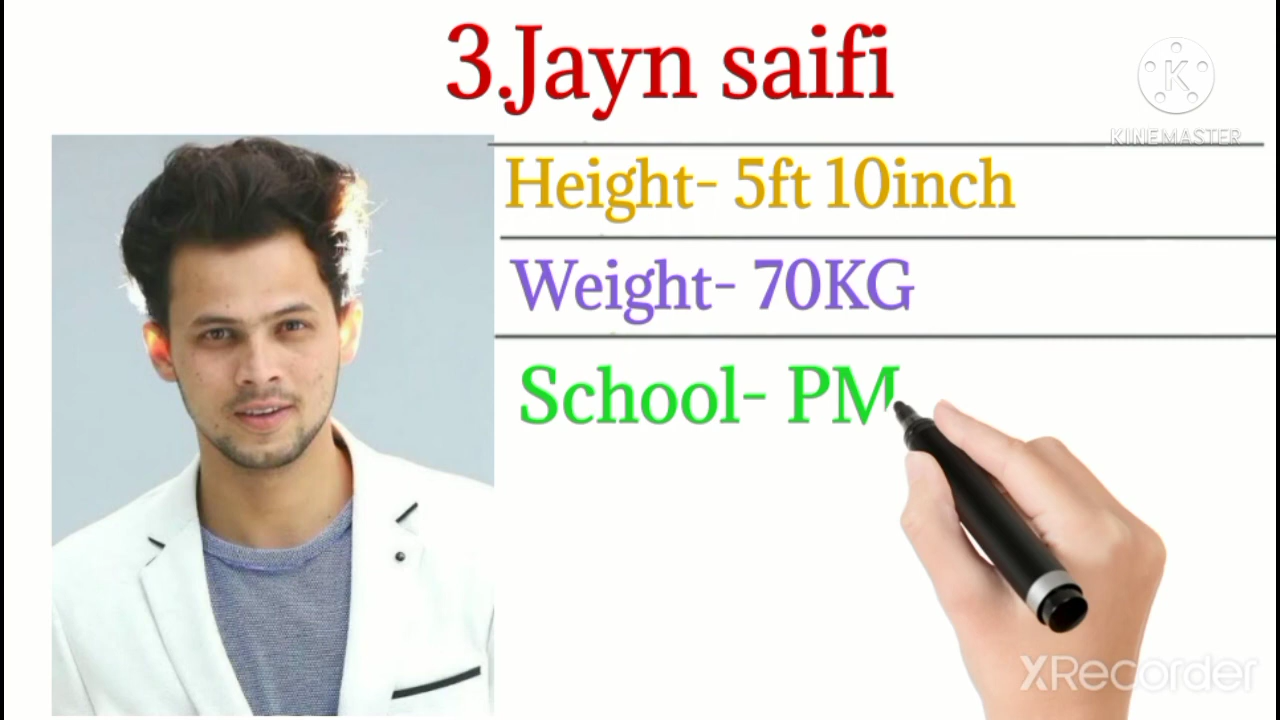 3.Jayn saifi
KINEMASTER
Height- 5ft 10inch
Weight- 70KG
School- PM
XRecorder